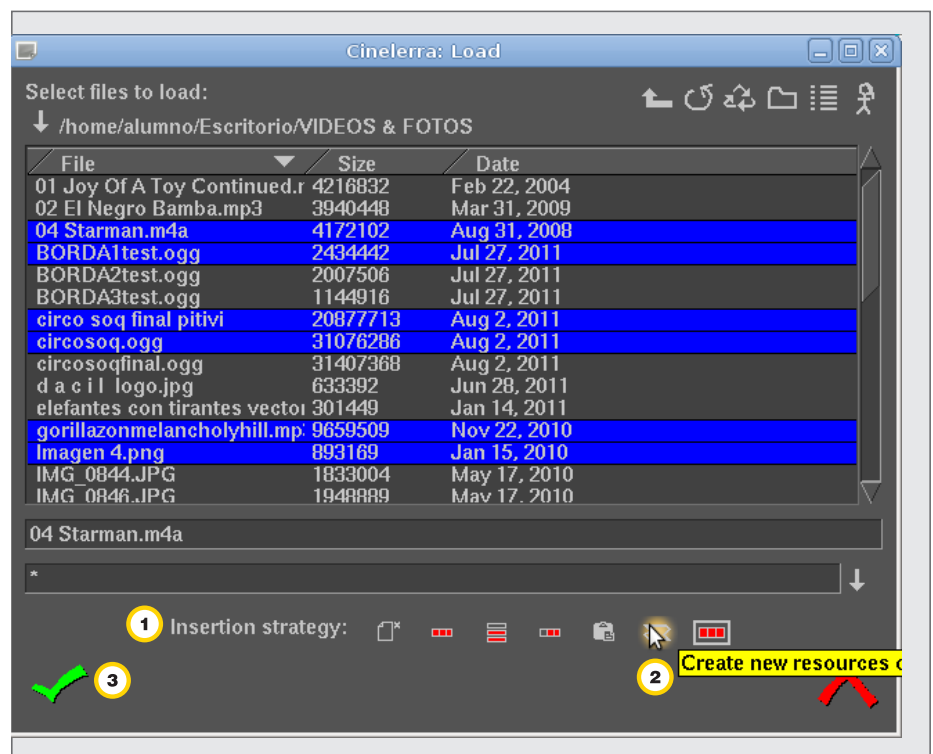 Cinelerra: Load
Select files to load:
/home/alumno/Escritorio/VIDEOS & FOTOS
File Size Date
01 Joy Of A Toy Continued.r 4216832 Feb 22, 2004
02 El Negro Bamba.mp3 3940448 Mar 31, 2009
04 Starman.m4a 4172102 Aug 31, 2008
BORDA1test.ogg 2434442 Jul 27, 2011
BORDA2test.ogg 2007506 Jul 27, 2011
BORDA3test.ogg 1144916 Jul 27, 2011
circo soq final pitivi 20877713 Aug 2, 2011
circosoq.ogg 31076286 Aug 2, 2011
circosoqfinal.ogg 31407368 Aug 2, 2011
d a c i l logo.jpg 633392 Jun 28, 2011
elefantes con tirantes vector 301449 Jan 14, 2011
gorillazonmelancholyhill.mp3 9659509 Nov 22, 2010
Imagen 4.png 893169 Jan 15, 2010
IMG_0844.JPG 1833004 May 17, 2010
IMG_0846.JPG 1948889 May 17, 2010
04 Starman.m4a
*
1 Insertion strategy:
Create new resources o
3 2